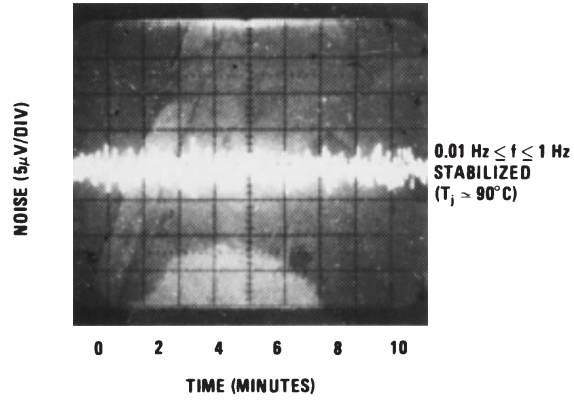 NOISE (5μV/DIV)
0.01 Hz ≤ f ≤ 1 Hz
STABILIZED
(Tj ≃ 90°C)
0 2 4 6 8 10
TIME (MINUTES)